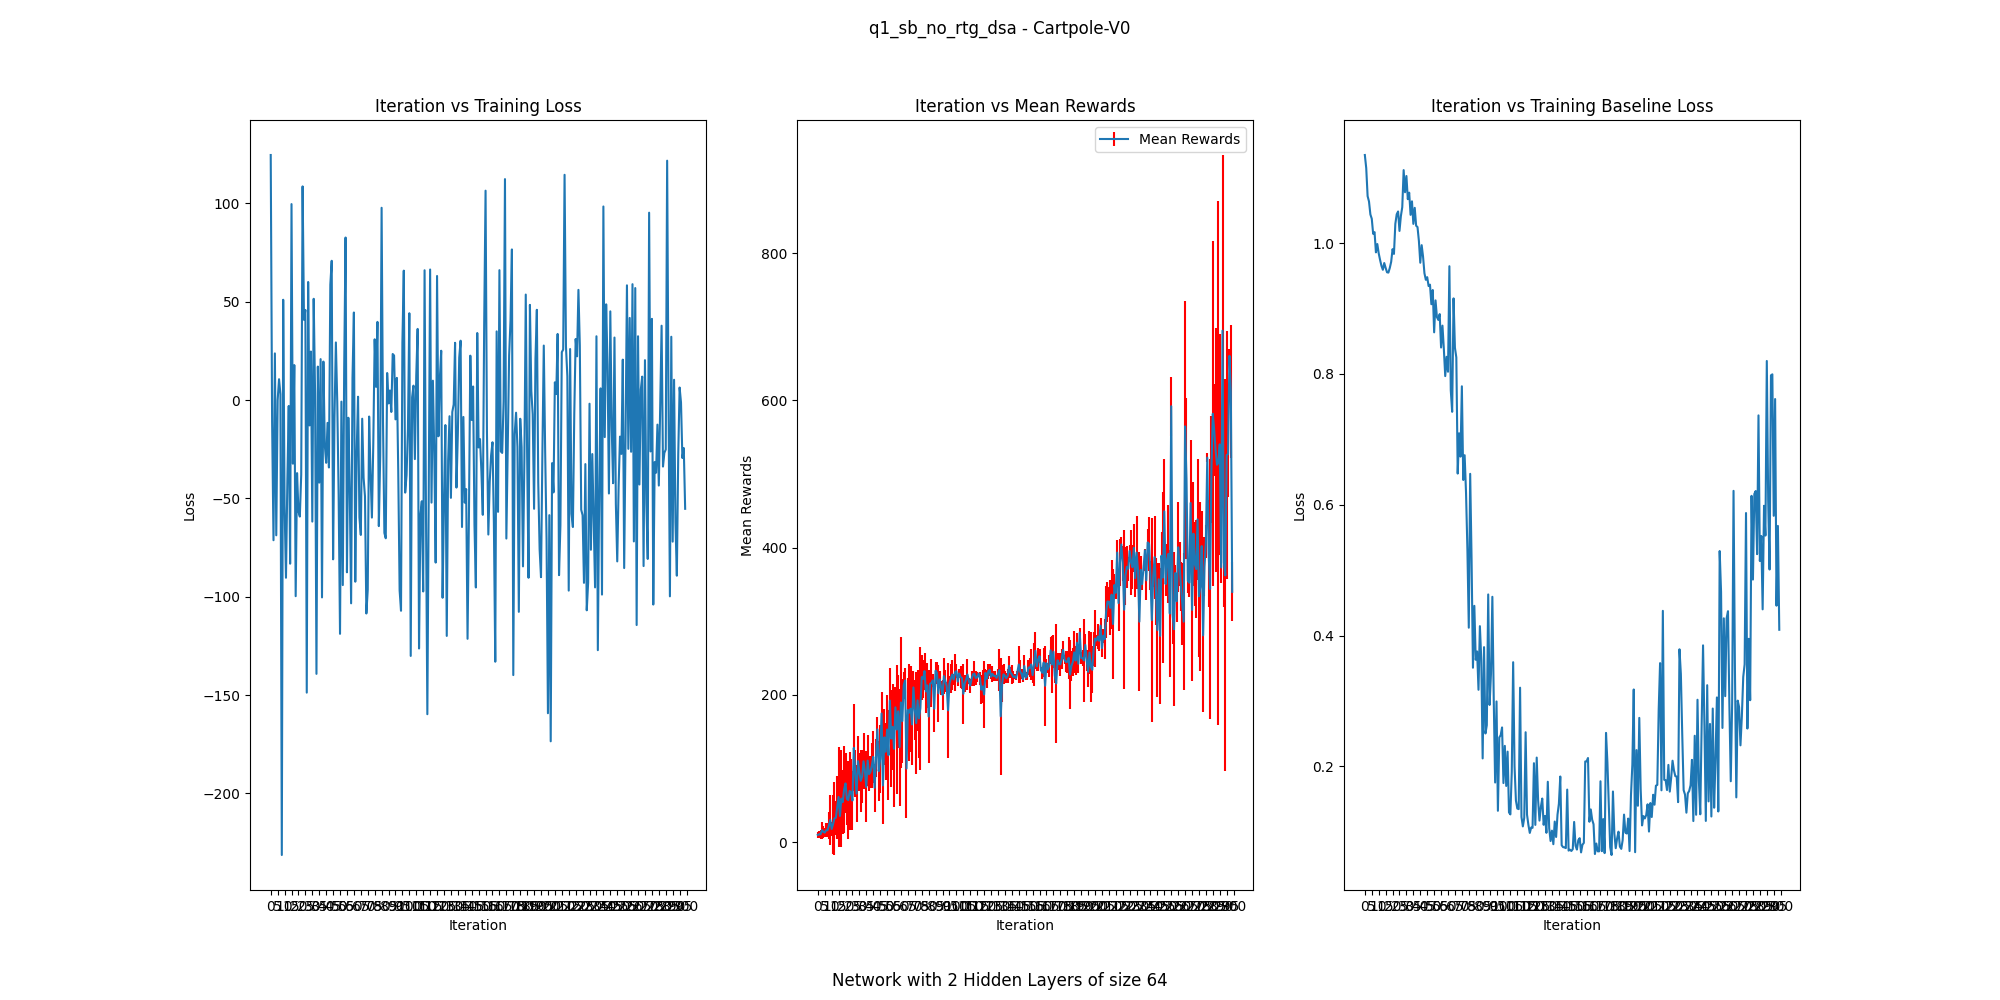 q1_sb_no_rtg_dsa - Cartpole-V0
Iteration vs Training Loss
Iteration vs Mean Rewards
Iteration vs Training Baseline Loss
Mean Rewards
100
50
0
−50
−100
−150
−200
Loss
Iteration
800
600
400
200
0
Mean Rewards
Iteration
1.0
0.8
0.6
0.4
0.2
Loss
Iteration
Network with 2 Hidden Layers of size 64